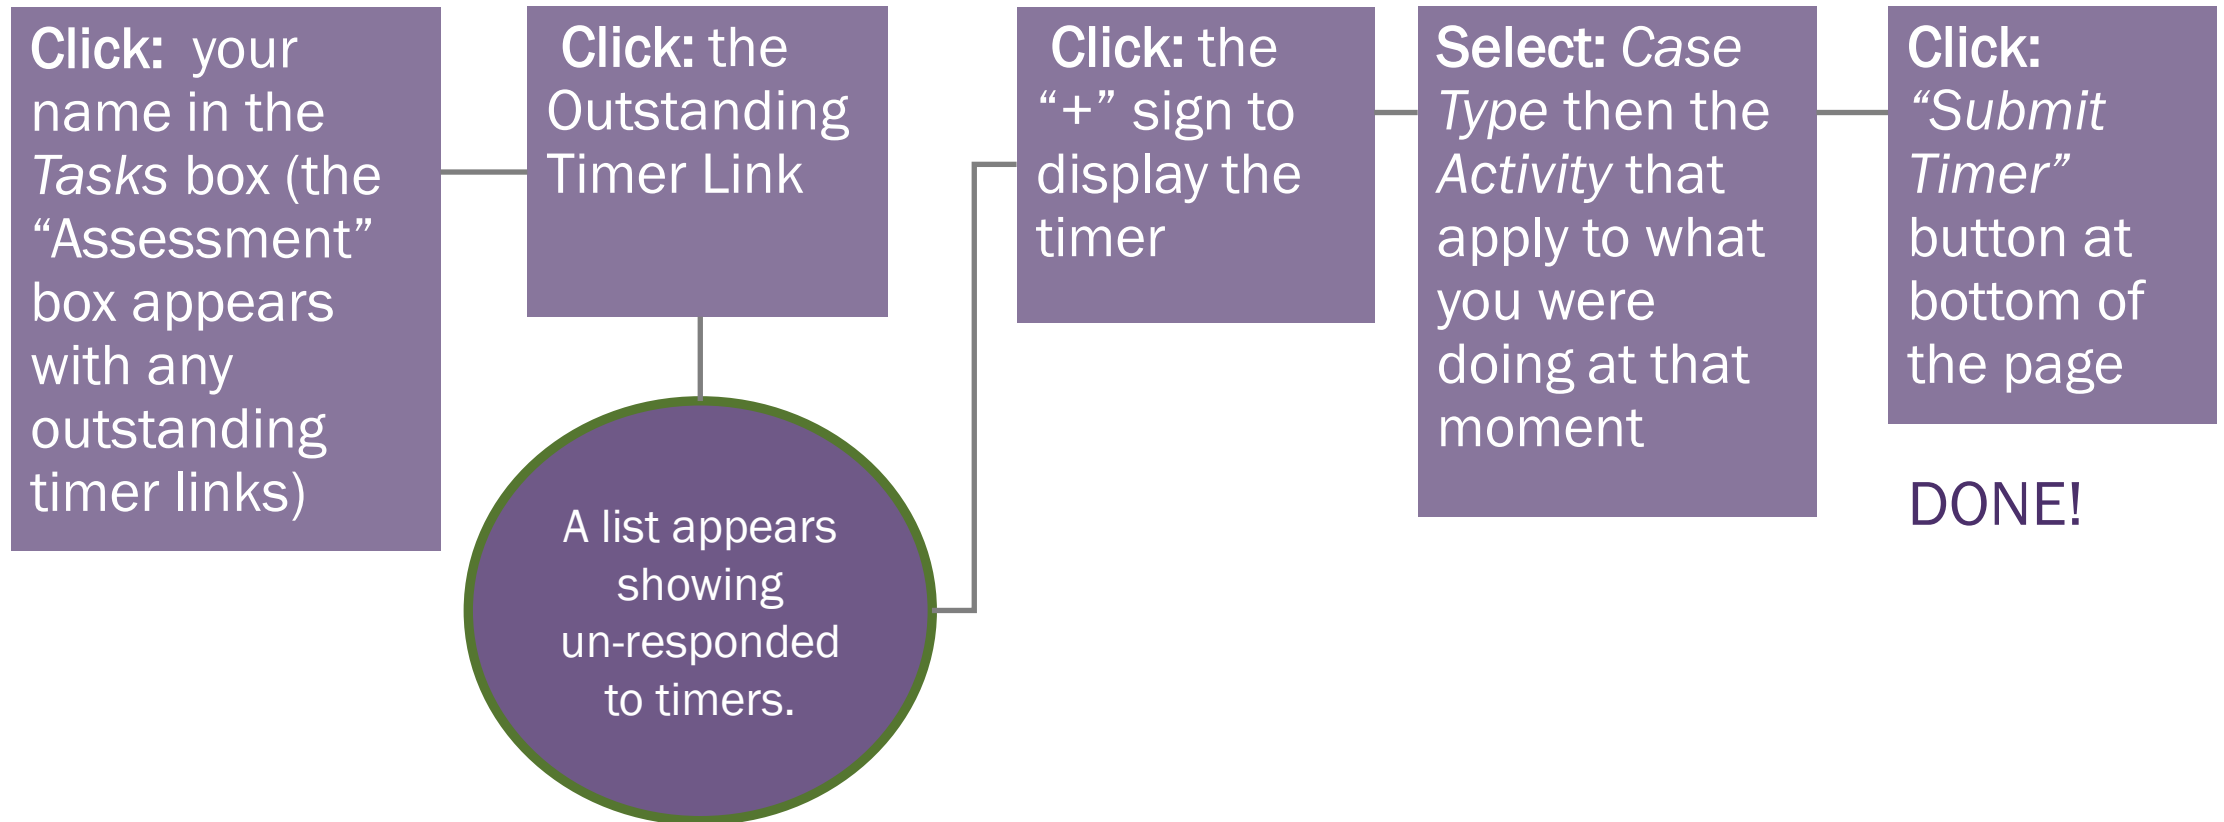 Click: your
name in the
Tasks box (the
“Assessment”
box appears
with any
outstanding
timer links)
Click: the
Outstanding
Timer Link
A list appears
showing
un-responded
to timers.
Click: the
“+” sign to
display the
timer
Select: Case
Type then the
Activity that
apply to what
you were
doing at that
moment
Click:
“Submit
Timer”
button at
bottom of
the page
DONE!